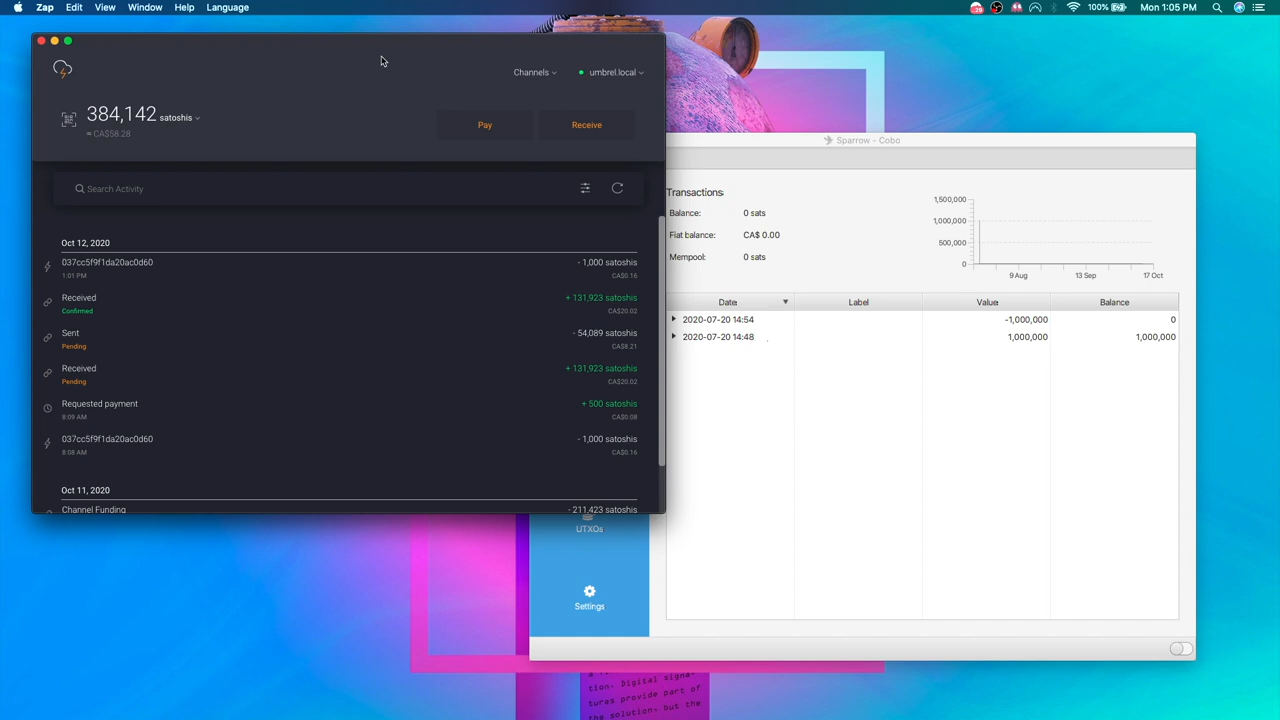 Zap Edit View Window Help Language
29
100% Mon 1:05 PM
Channels
umbrel.local
384,142 satoshis
≈ CA$58.28
Pay
Receive
Search Activity
Oct 12, 2020
037cc5f9f1da20ac0d60 - 1,000 satoshis
1:01 PM CA$0.16
Received + 131,923 satoshis
Confirmed CA$20.02
Sent - 54,089 satoshis
Pending CA$8.21
Received + 131,923 satoshis
Pending CA$20.02
Requested payment + 500 satoshis
8:09 AM CA$0.08
037cc5f9f1da20ac0d60 - 1,000 satoshis
8:08 AM CA$0.16
Oct 11, 2020
Channel Funding - 211,423 satoshis
Sparrow - Cobo
Transactions
Balance: 0 sats
Fiat balance: CA$ 0.00
Mempool: 0 sats
1,500,000
1,000,000
500,000
0
9 Aug 13 Sep 17 Oct
Date Label Value Balance
2020-07-20 14:54 -1,000,000 0
2020-07-20 14:48 1,000,000 1,000,000
UTXOs
Settings
tion. Digital signa-
tures provide part of
the solution, but the